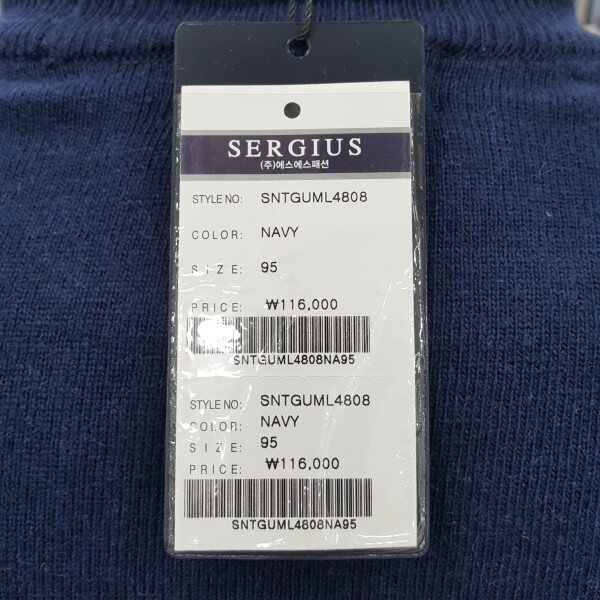 SERGIUS
(주)에스에스패션
STYLE NO: SNTGUML4808
COLOR: NAVY
SIZE: 95
PRICE: ₩116,000
SNTGUML4808NA95
STYLE NO: SNTGUML4808
COLOR: NAVY
SIZE: 95
PRICE: ₩116,000
SNTGUML4808NA95